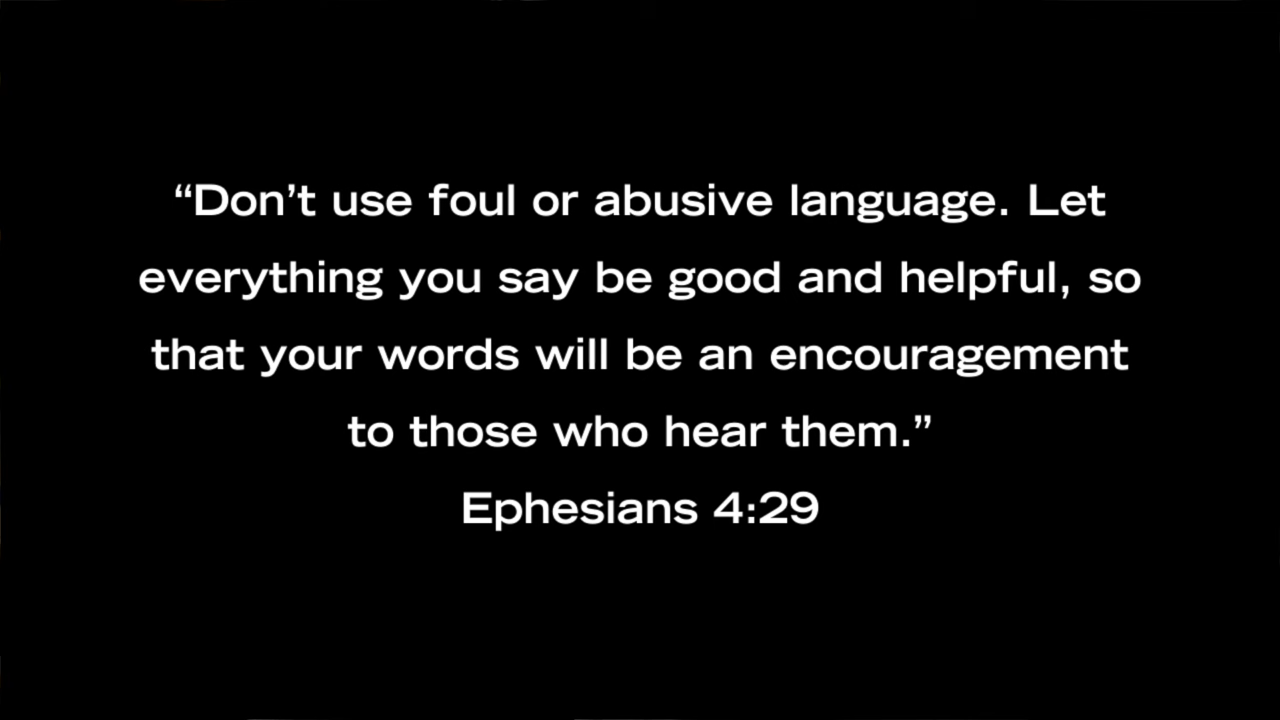 “Don’t use foul or abusive language. Let
everything you say be good and helpful, so
that your words will be an encouragement
to those who hear them.”
Ephesians 4:29